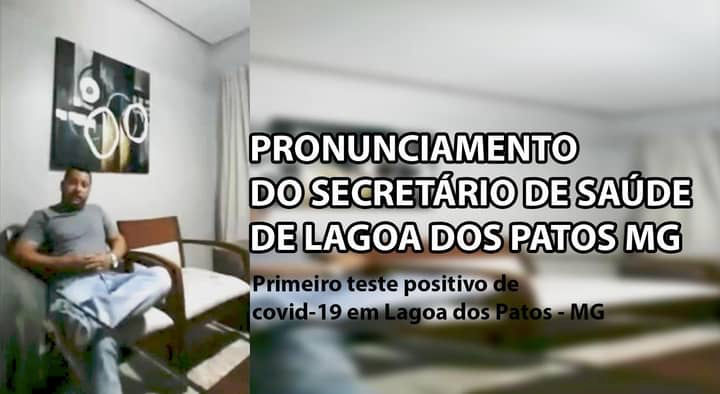 PRONUNCIAMENTO
DO SECRETÁRIO DE SAÚDE
DE LAGOA DOS PATOS MG
Primeiro teste positivo de
covid-19 em Lagoa dos Patos - MG